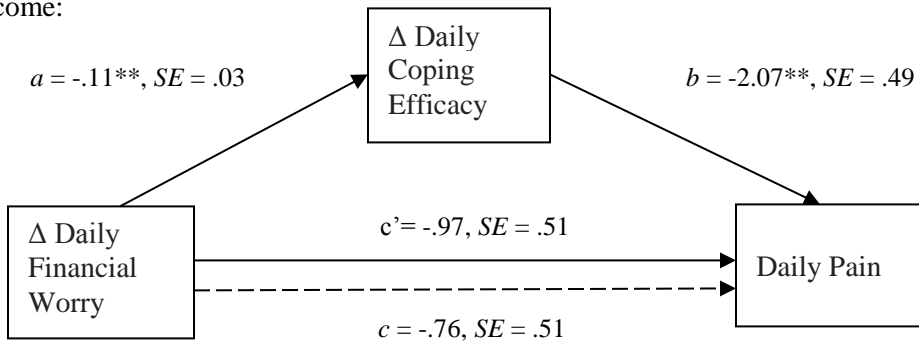 come:
Δ Daily
Coping
Efficacy
a = -.11**, SE = .03
b = -2.07**, SE = .49
c’= -.97, SE = .51
Δ Daily
Financial
Worry
Daily Pain
c = -.76, SE = .51